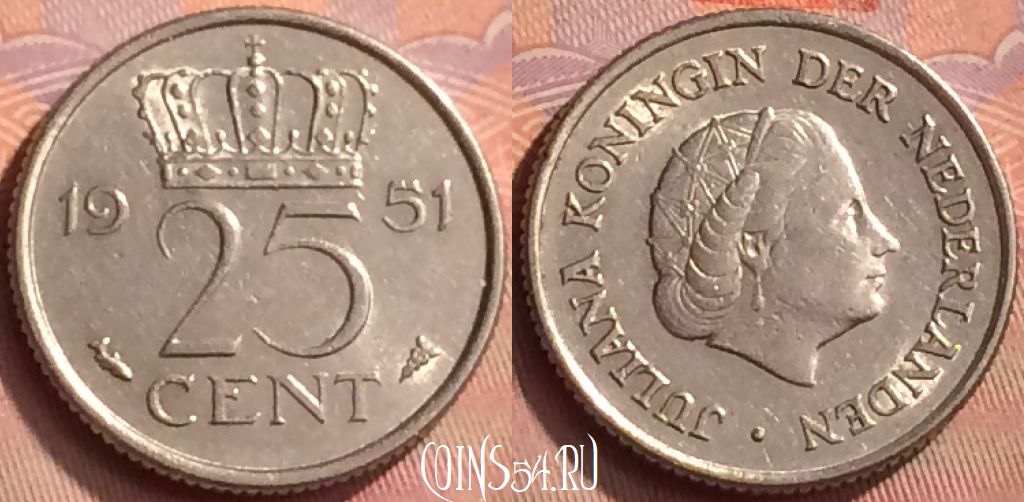 19 51
25
CENT
JULIANA KONINGIN DER NEDERLANDEN
COINS54.RU